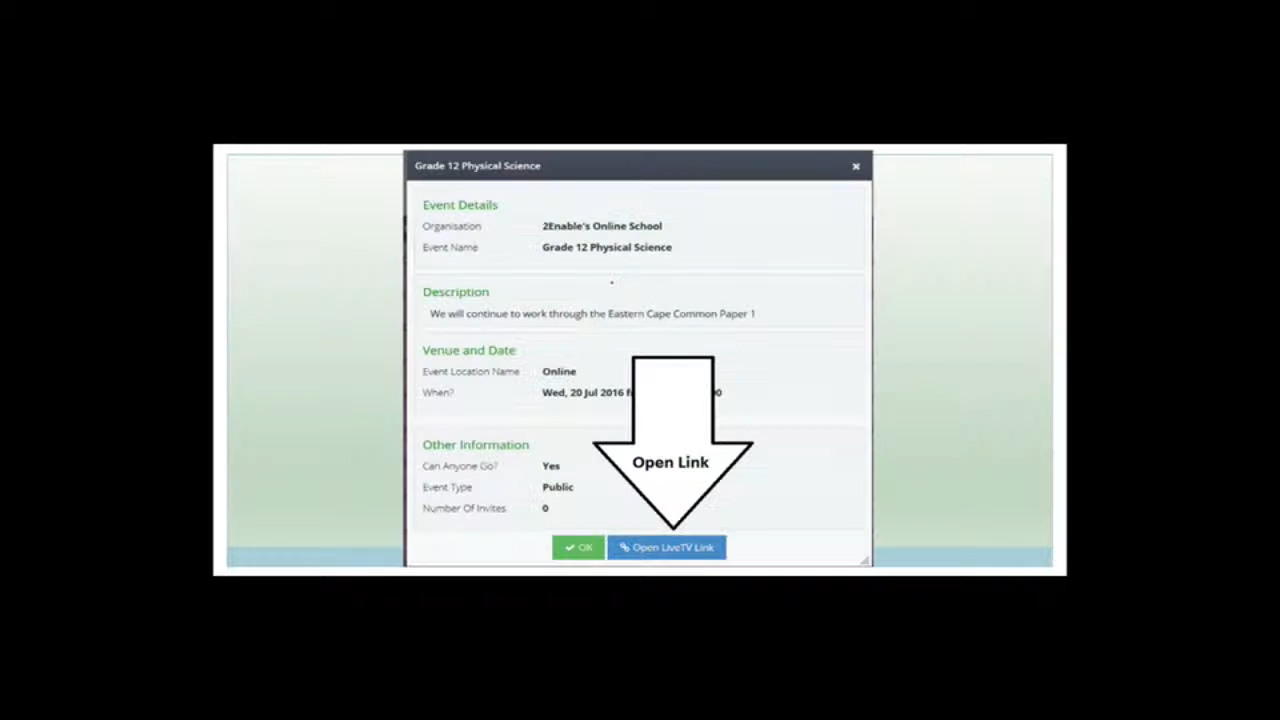 Grade 12 Physical Science
Event Details
Organisation 2Enable's Online School
Event Name Grade 12 Physical Science
Description
We will continue to work through the Eastern Cape Common Paper 1
Venue and Date
Event Location Name Online
When? Wed, 20 Jul 2016
Other Information
Can Anyone Go? Yes
Event Type Public
Number Of Invites 0
Open Link
OK Open LiveTV Link